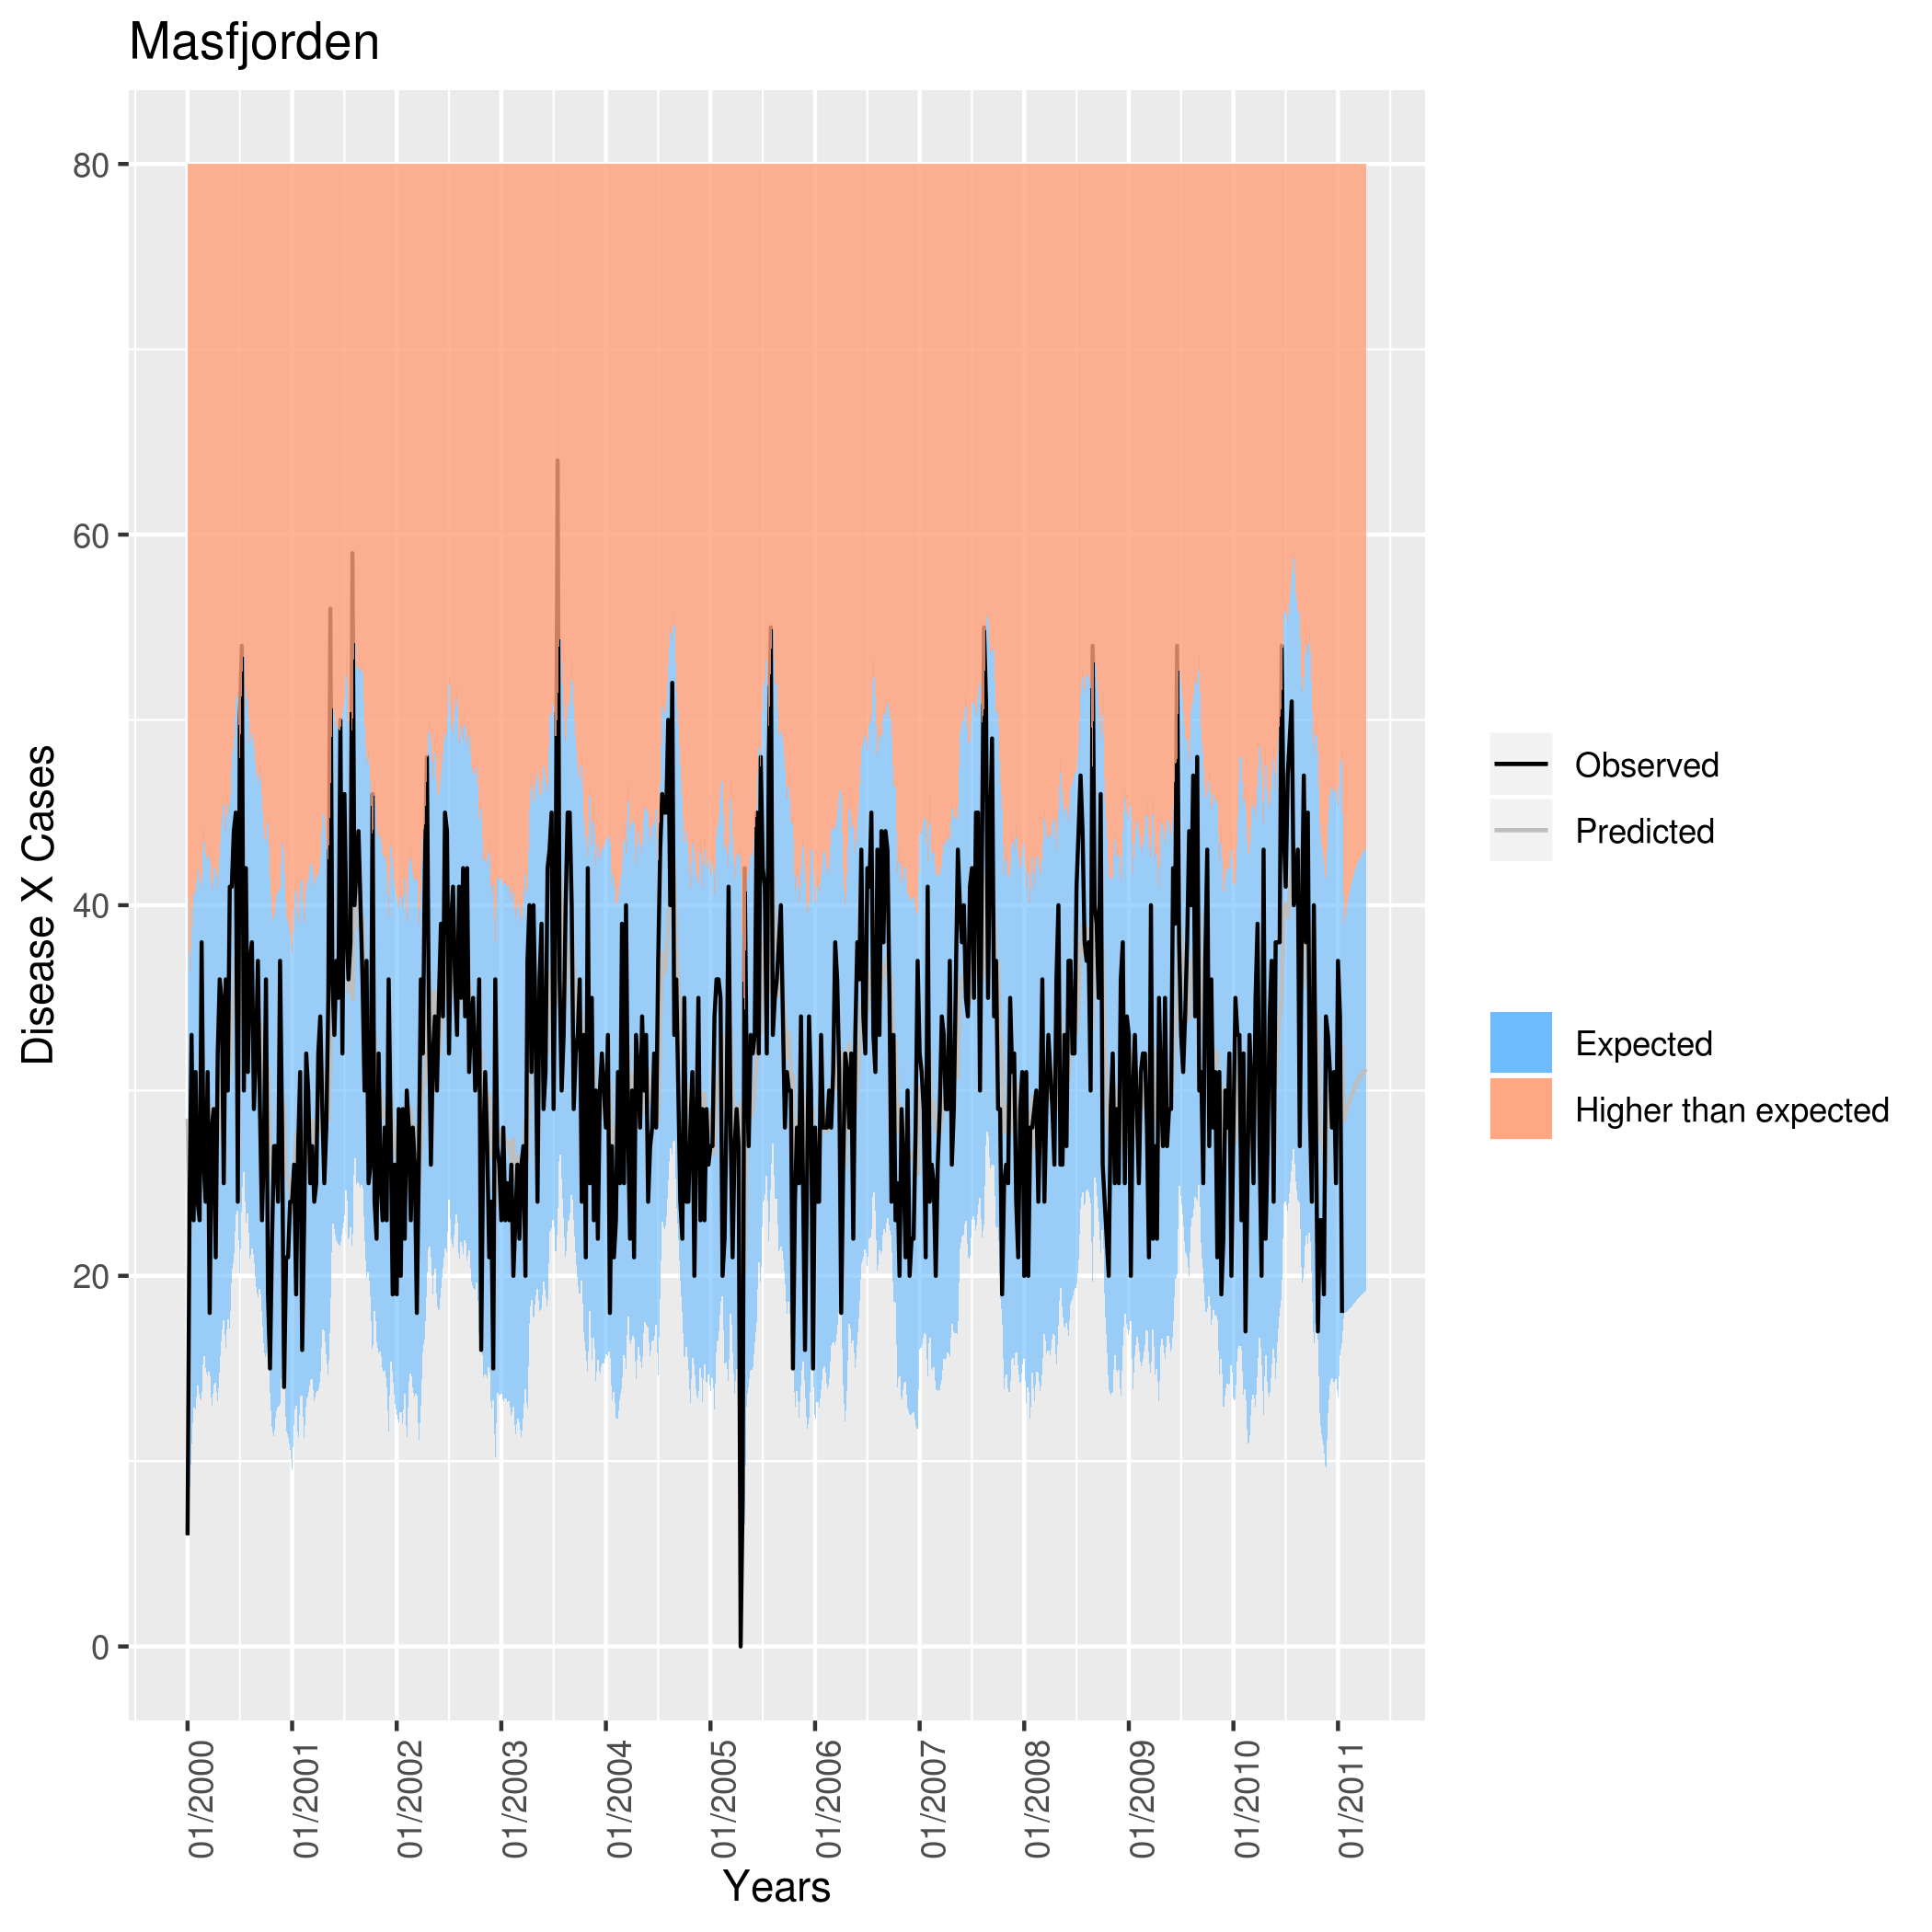 Masfjorden
Disease X Cases
80
60
40
20
0
01/2000
01/2001
01/2002
01/2003
01/2004
01/2005
01/2006
01/2007
01/2008
01/2009
01/2010
01/2011
Years
Observed
Predicted
Expected
Higher than expected